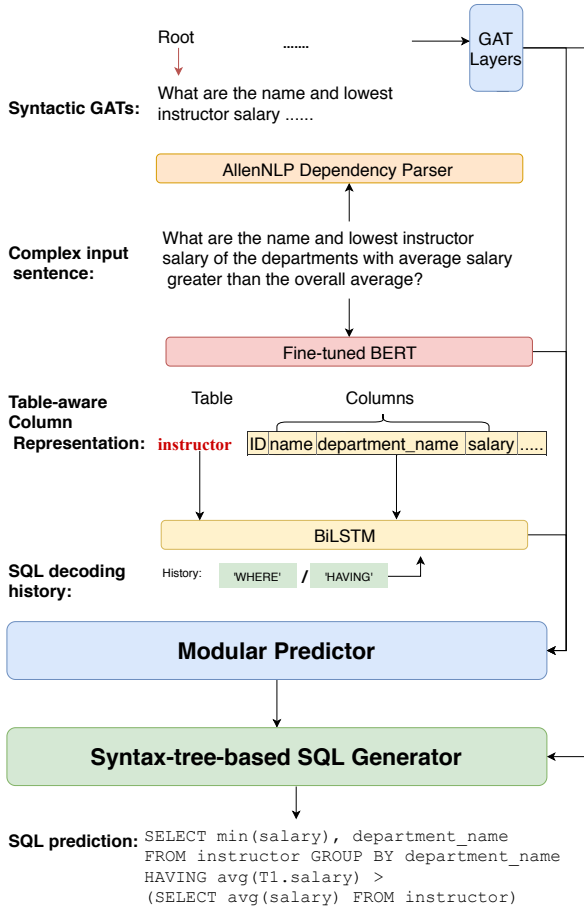 Root
.......
GAT
Layers
Syntactic GATs:
What are the name and lowest
instructor salary ......
AllenNLP Dependency Parser
Complex input
sentence:
What are the name and lowest instructor
salary of the departments with average salary
greater than the overall average?
Fine-tuned BERT
Table-aware
Column
Representation:
Table
Columns
instructor
ID name department_name salary .....
BiLSTM
SQL decoding
history:
History:
'WHERE' / 'HAVING'
Modular Predictor
Syntax-tree-based SQL Generator
SQL prediction:
SELECT min(salary), department_name
FROM instructor GROUP BY department_name
HAVING avg(T1.salary) >
(SELECT avg(salary) FROM instructor)